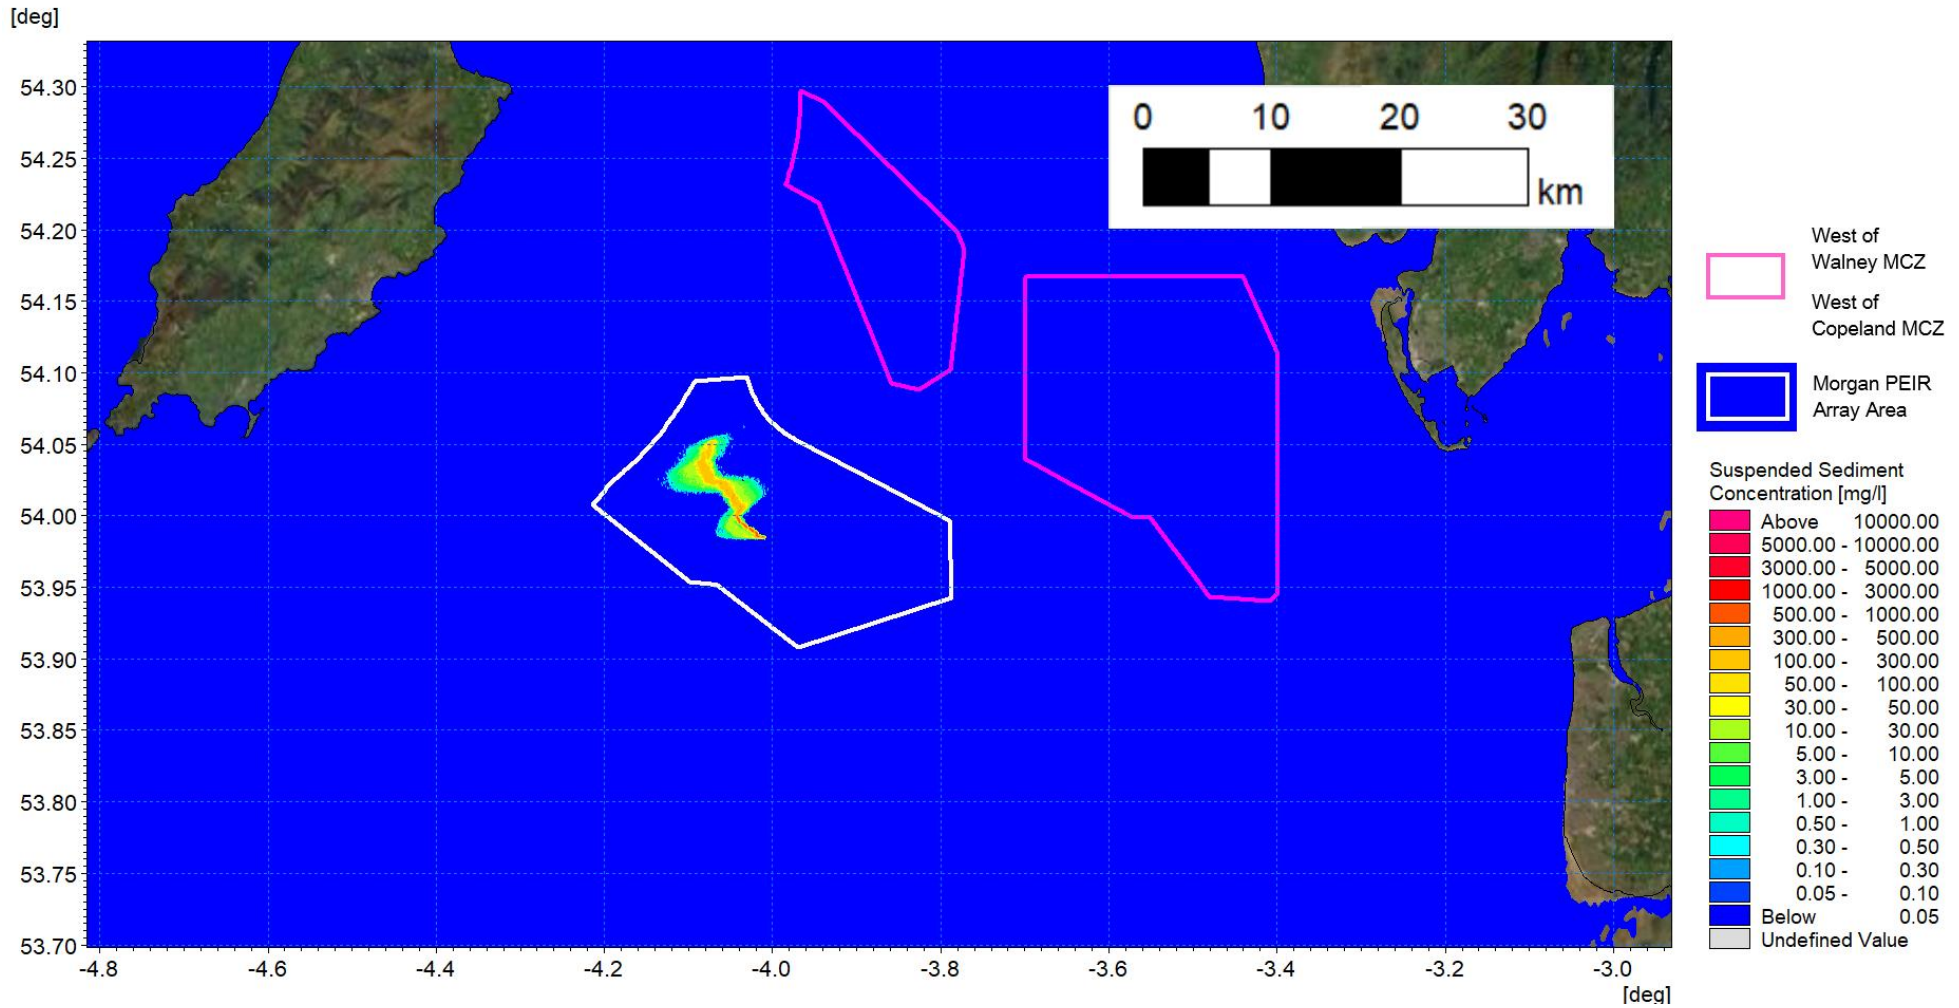 [deg]
54.30
54.25
54.20
54.15
54.10
54.05
54.00
53.95
53.90
53.85
53.80
53.75
53.70
-4.8 -4.6 -4.4 -4.2 -4.0 -3.8 -3.6 -3.4 -3.2 -3.0
[deg]
0 10 20 30
km
West of
Walney MCZ
West of
Copeland MCZ
Morgan PEIR
Array Area
Suspended Sediment
Concentration [mg/l]
Above 10000.00
5000.00 - 10000.00
3000.00 - 5000.00
1000.00 - 3000.00
500.00 - 1000.00
300.00 - 500.00
100.00 - 300.00
50.00 - 100.00
30.00 - 50.00
10.00 - 30.00
5.00 - 10.00
3.00 - 5.00
1.00 - 3.00
0.50 - 1.00
0.30 - 0.50
0.10 - 0.30
0.05 - 0.10
Below 0.05
Undefined Value